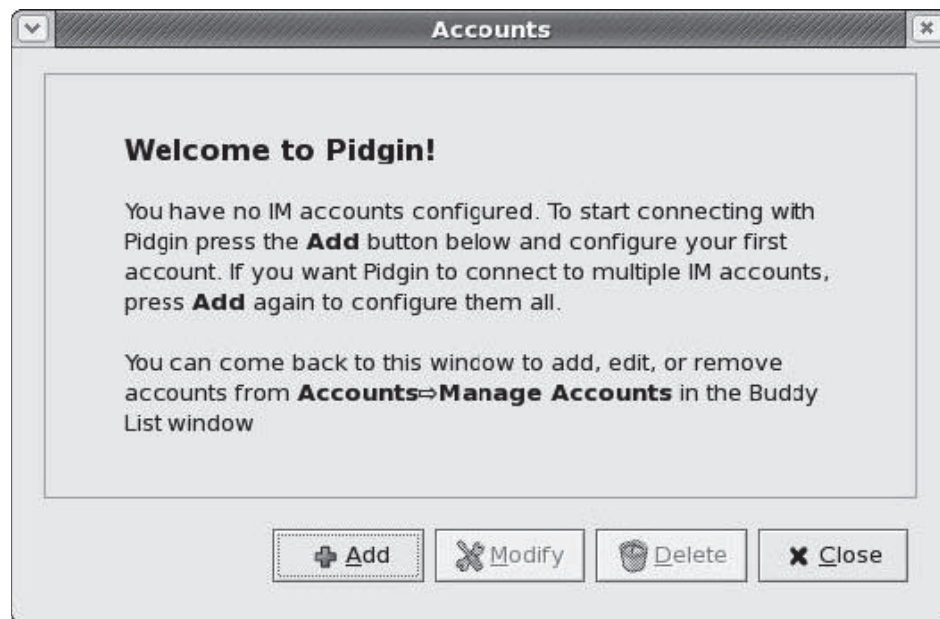 Accounts
Welcome to Pidgin!
You have no IM accounts configured. To start connecting with
Pidgin press the Add button below and configure your first
account. If you want Pidgin to connect to multiple IM accounts,
press Add again to configure them all.
You can come back to this window to add, edit, or remove
accounts from Accounts⇨Manage Accounts in the Buddy
List window
Add Modify Delete Close